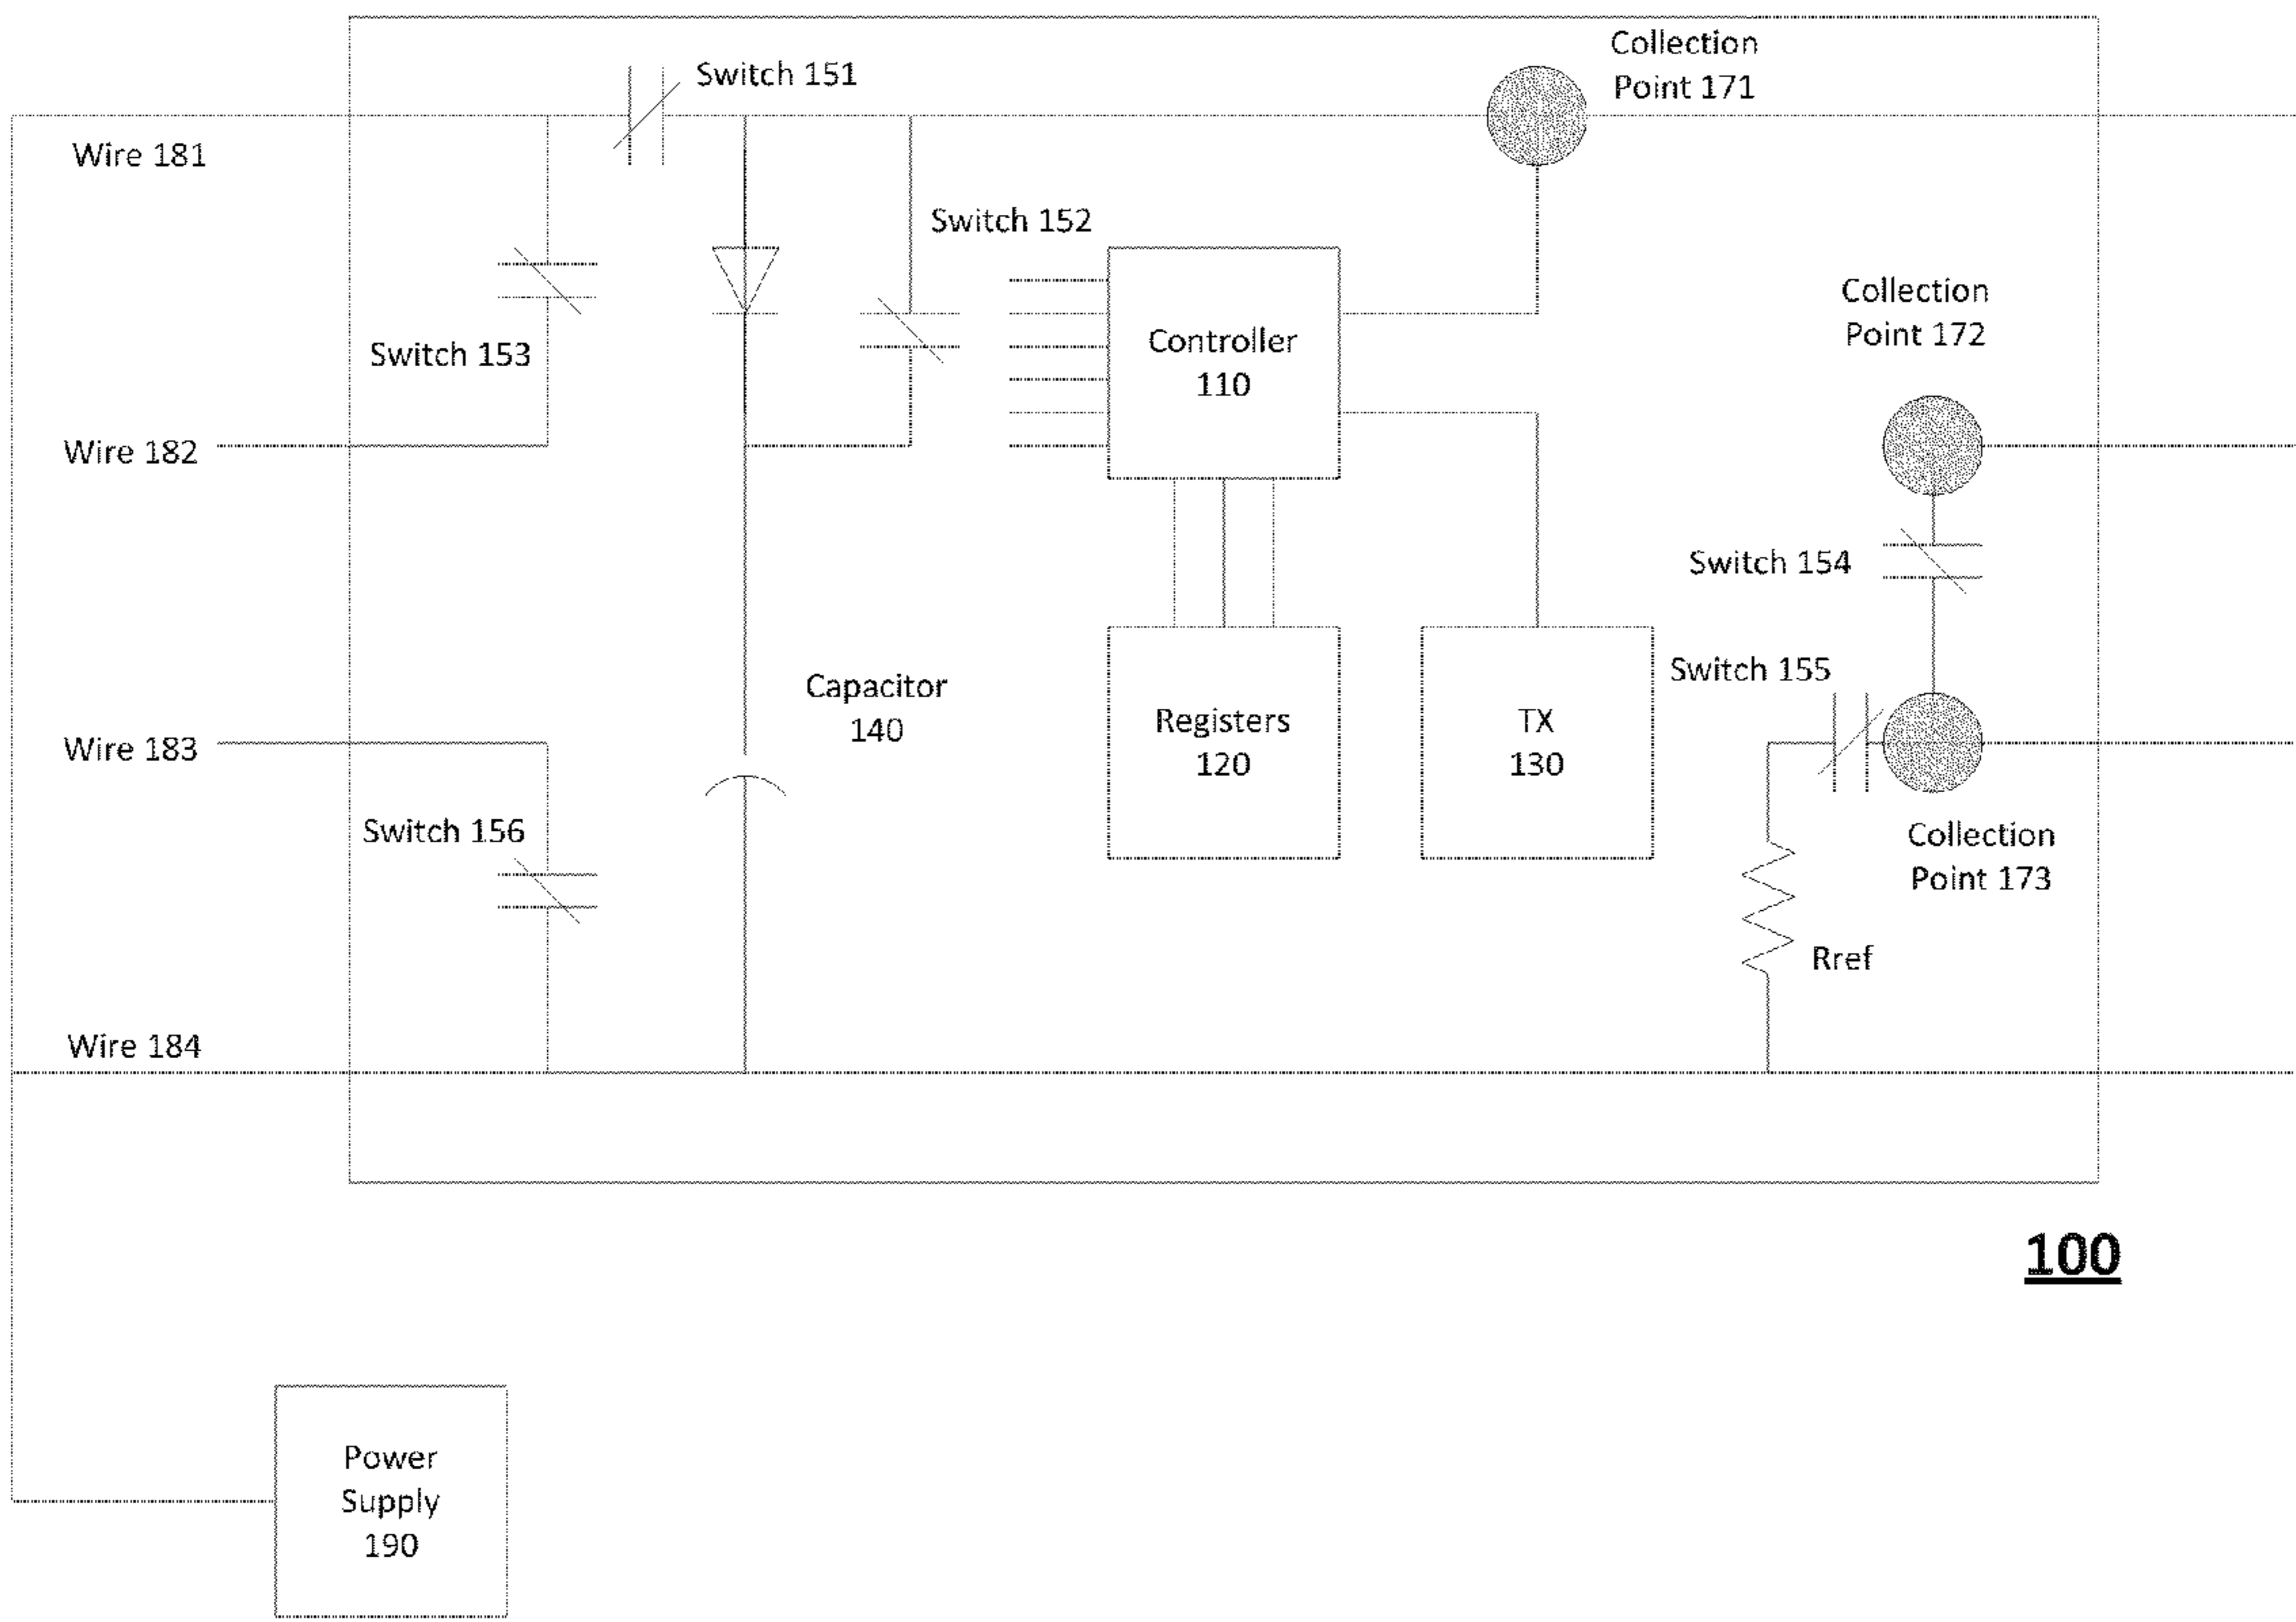 Collection
Point 171
Switch 151
Wire 181
Switch 152
Collection
Point 172
Controller
110
Switch 153
Wire 182
Switch 154
Switch 155
Capacitor
140
Registers
120
TX
130
Wire 183
Switch 156
Collection
Point 173
Rref
Wire 184
100
Power
Supply
190